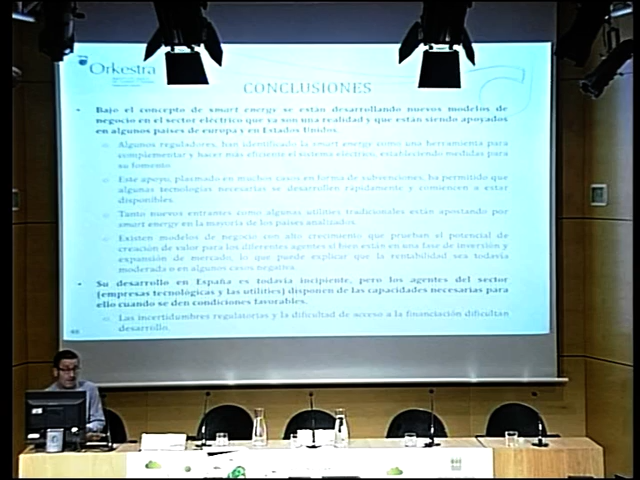 Orkestra
CONCLUSIONES
Bajo el concepto de smart energy se están desarrollando nuevos modelos de
negocio en el sector eléctrico que ya son una realidad y que están siendo apoyados
en algunos países de europa y en Estados Unidos.
Algunos reguladores, han identificado la smart energy como una herramienta para
complementar y hacer más eficiente el sistema eléctrico, estableciendo medidas para
su fomento.
Este apoyo, plasmado en muchos casos en forma de subvenciones, ha permitido que
algunas tecnologías necesarias se desarrollen rápidamente y comiencen a estar
disponibles.
Tanto nuevos entrantes como algunas utilities tradicionales están apostando por
smart energy en la mayoría de los países analizados.
Existen modelos de negocio con alto crecimiento que prueban el potencial de
creación de valor para los diferentes agentes si bien están en una fase de inversión y
expansión de mercado, lo que puede explicar que la rentabilidad sea todavía
moderada o en algunos casos negativa.
Su desarrollo en España es todavía incipiente, pero los agentes del sector
(empresas tecnológicas y las utilities) disponen de las capacidades necesarias para
ello cuando se den condiciones favorables.
Las incertidumbres regulatorias y la dificultad de acceso a la financiación dificultan
desarrollo.